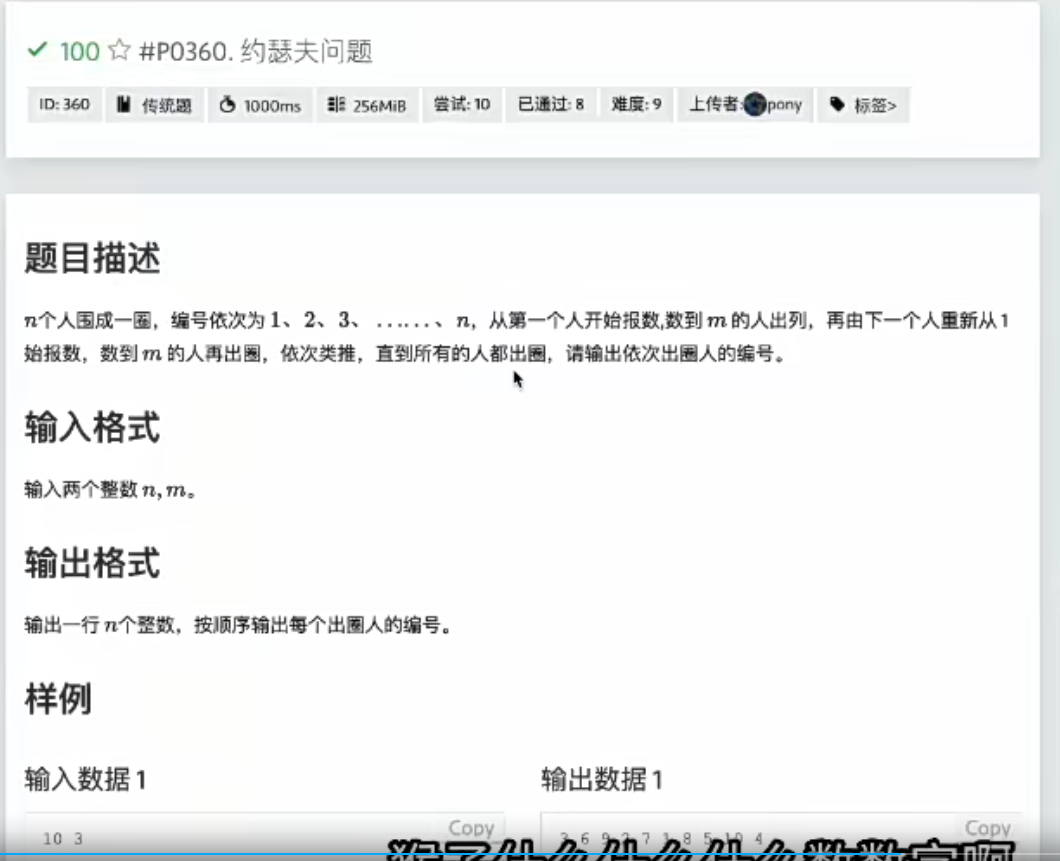 100 #P0360. 约瑟夫问题
ID: 360 传统题 1000ms 256MiB 尝试: 10 已通过: 8 难度: 9 上传者: pony 标签>
题目描述
n个人围成一圈，编号依次为 1、2、3、……、n，从第一个人开始报数,数到 m 的人出列，再由下一个人重新从 1
始报数，数到 m 的人再出圈，依次类推，直到所有的人都出圈，请输出依次出圈人的编号。
输入格式
输入两个整数 n, m。
输出格式
输出一行 n个整数，按顺序输出每个出圈人的编号。
样例
输入数据 1 输出数据 1
Copy Copy
10 3 3 6 9 2 7 1 8 5 10 4